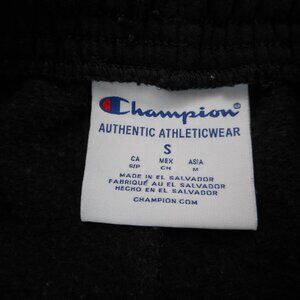 Champion®
AUTHENTIC ATHLETICWEAR
S
CA MEX ASIA
S/P CH M
MADE IN EL SALVADOR
FABRIQUÉ AU EL SALVADOR
HECHO EN EL SALVADOR
CHAMPION.COM